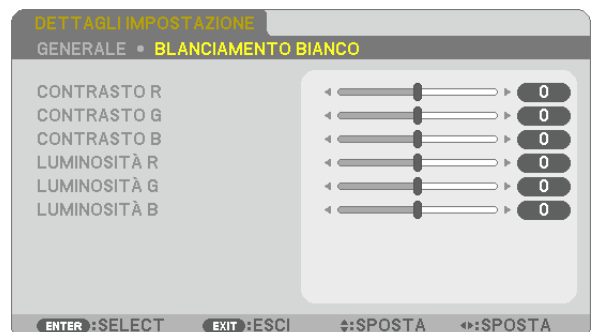 DETTAGLI IMPOSTAZIONE
GENERALE • BLANCIAMENTO BIANCO
CONTRASTO R 0
CONTRASTO G 0
CONTRASTO B 0
LUMINOSITÀ R 0
LUMINOSITÀ G 0
LUMINOSITÀ B 0
ENTER :SELECT EXIT :ESCI :SPOSTA :SPOSTA